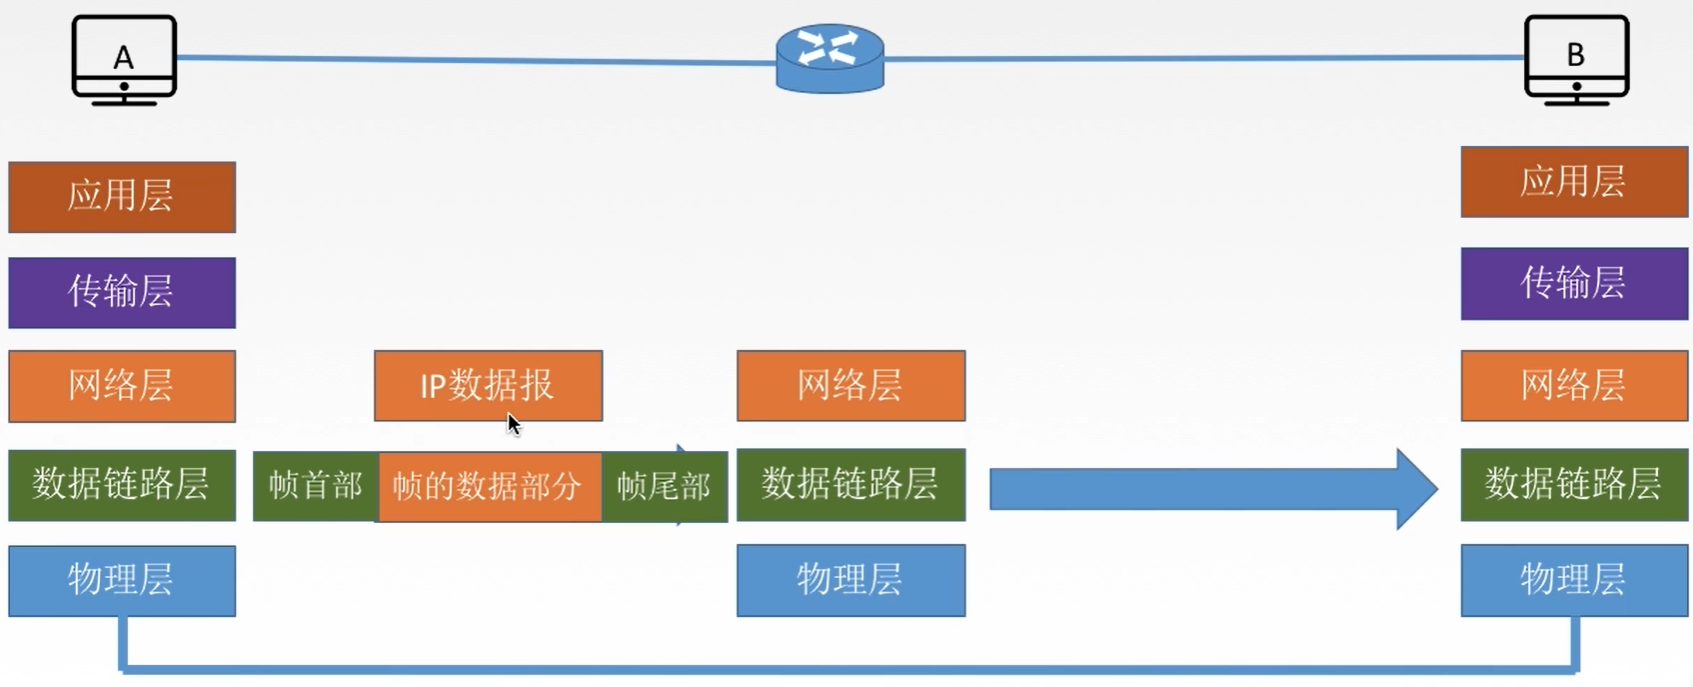 A
B
应用层
应用层
传输层
传输层
网络层
IP数据报
网络层
网络层
数据链路层
帧首部
帧的数据部分
帧尾部
数据链路层
数据链路层
物理层
物理层
物理层